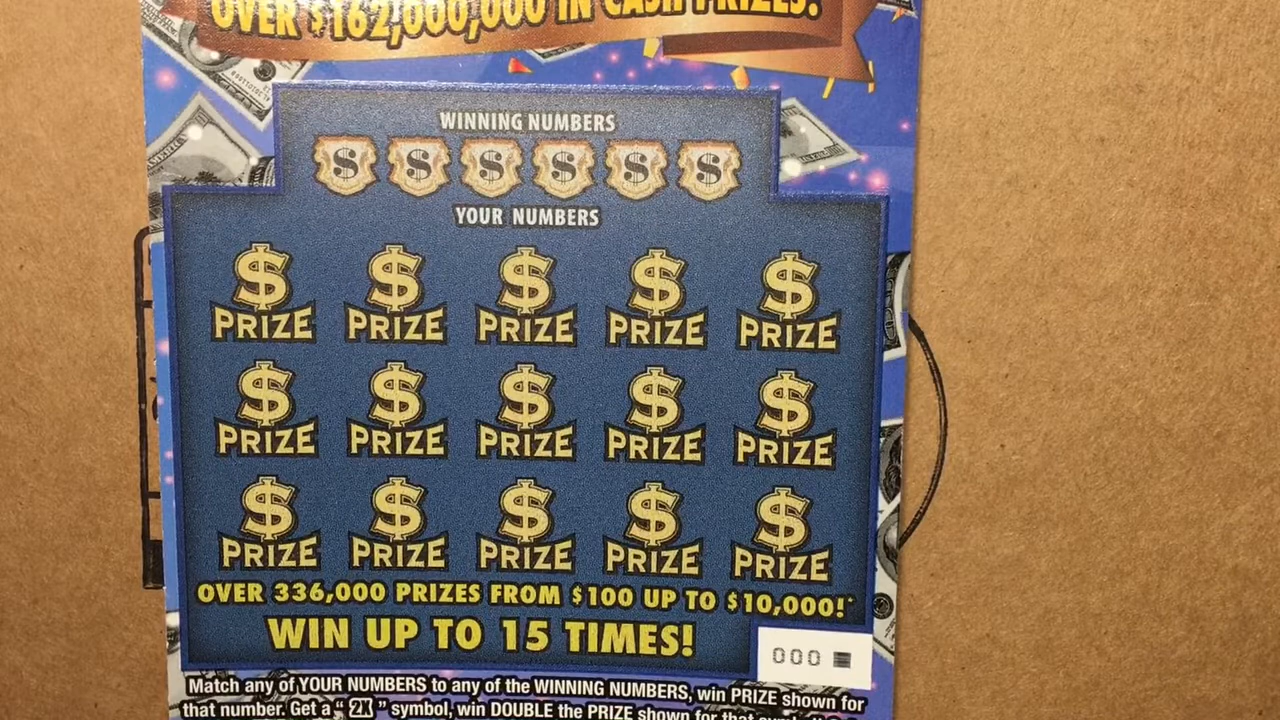 OVER $162,000,000 IN CASH PRIZES!
WINNING NUMBERS
$ $ $ $ $ $
YOUR NUMBERS
$ $ $ $ $
PRIZE PRIZE PRIZE PRIZE PRIZE
$ $ $ $ $
PRIZE PRIZE PRIZE PRIZE PRIZE
$ $ $ $ $
PRIZE PRIZE PRIZE PRIZE PRIZE
OVER 336,000 PRIZES FROM $100 UP TO $10,000!*
WIN UP TO 15 TIMES!
000
Match any of YOUR NUMBERS to any of the WINNING NUMBERS, win PRIZE shown for
that number. Get a “ 2X ” symbol, win DOUBLE the PRIZE shown for that